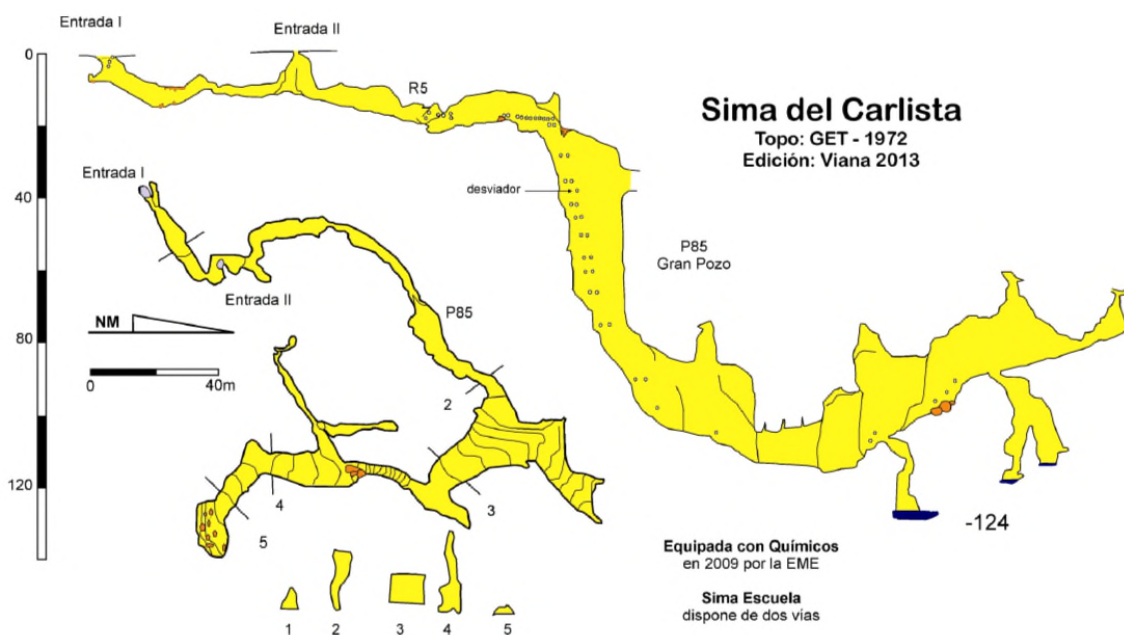 Entrada I
Entrada II
0
R5
Sima del Carlista
Topo: GET - 1972
Edición: Viana 2013
Entrada I
desviador
40
P85
Gran Pozo
Entrada II
NM
P85
80
0
40m
2
120
4
3
5
-124
Equipada con Químicos
en 2009 por la EME
Sima Escuela
dispone de dos vías
1
2
3
4
5